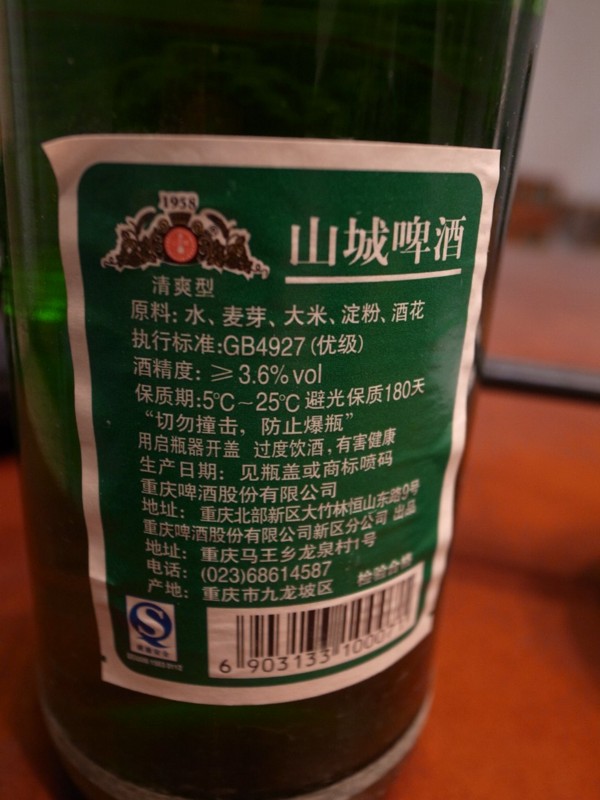 1958
山城啤酒
清爽型
原料: 水、麦芽、大米、淀粉、酒花
执行标准:GB4927 (优级)
酒精度: ≥3.6%vol
保质期:5℃~25℃避光保质180天
“切勿撞击, 防止爆瓶”
用启瓶器开盖 过度饮酒,有害健康
生产日期: 见瓶盖或商标喷码
重庆啤酒股份有限公司
地址: 重庆北部新区大竹林恒山东路9号
重庆啤酒股份有限公司新区分公司 出品
地址: 重庆马王乡龙泉村1号
电话: (023)68614587 检验合格
产地: 重庆市九龙坡区
6 903133